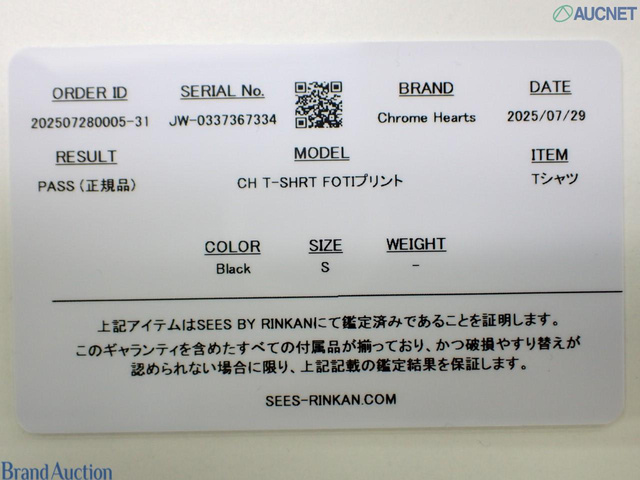 AUCNET
ORDER ID SERIAL No. BRAND DATE
202507280005-31 JW-0337367334 Chrome Hearts 2025/07/29
RESULT MODEL ITEM
PASS (正規品) CH T-SHRT FOTIプリント Tシャツ
COLOR SIZE WEIGHT
Black S -
上記アイテムはSEES BY RINKANにて鑑定済みであることを証明します。
このギャランティを含めたすべての付属品が揃っており、かつ破損やすり替えが
認められない場合に限り、上記記載の鑑定結果を保証します。
SEES-RINKAN.COM
Brand Auction